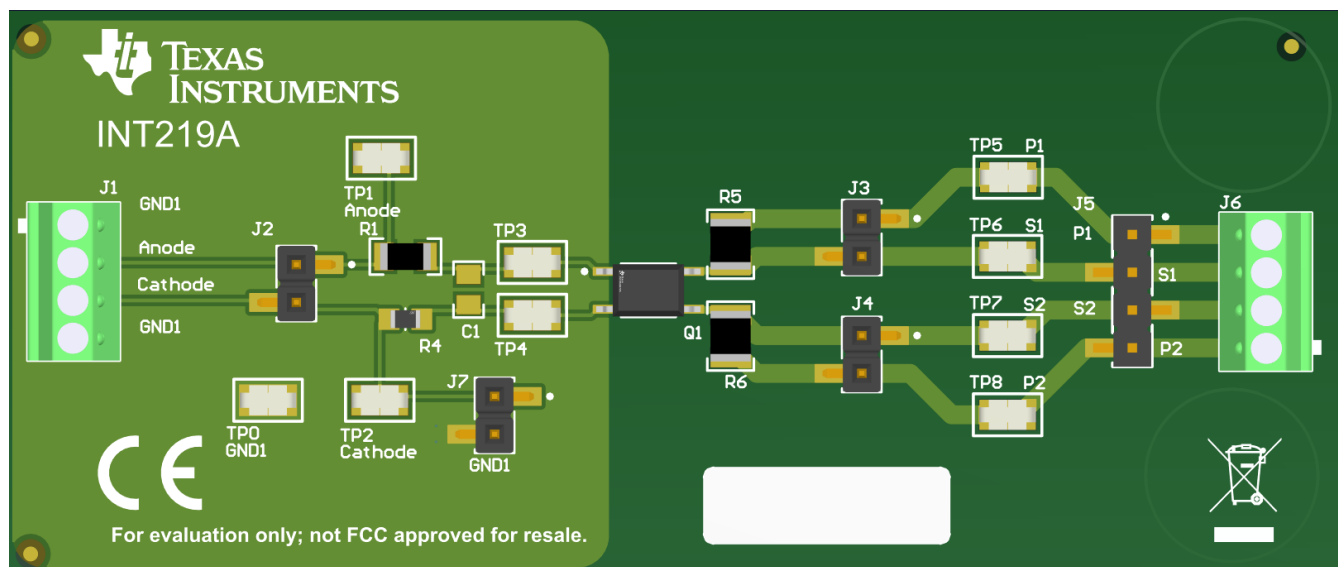 TEXAS
INSTRUMENTS
INT219A
J1
GND1
Anode
Cathode
GND1
J2
TP1
Anode
R1
TP3
C1
R4
TP4
TP0
GND1
TP2
Cathode
J7
GND1
CE
For evaluation only; not FCC approved for resale.
Q1
R5
R6
J3
J4
TP5 P1
TP6 S1
TP7 S2
TP8 P2
J5
P1
S1
S2
P2
J6